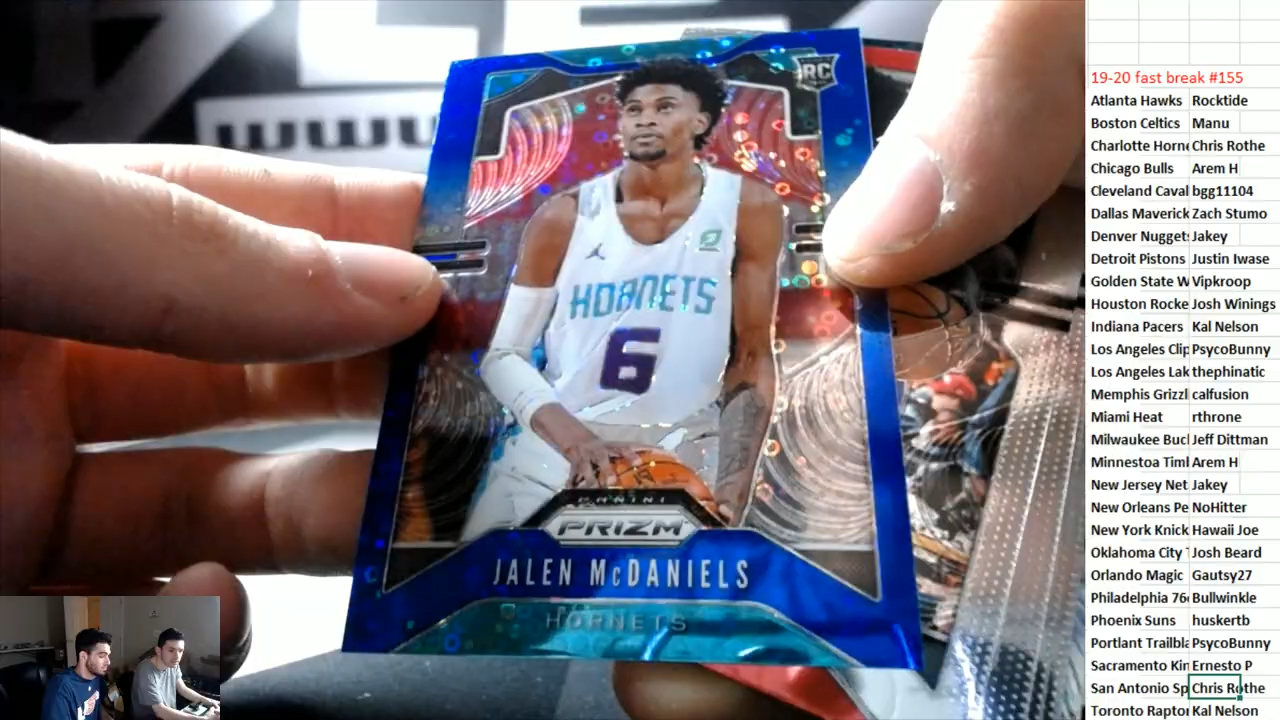 www
RC
HORNETS
6
PANINI
PRIZM
JALEN McDANIELS
HORNETS
19-20 fast break #155
Atlanta Hawks Rocktide
Boston Celtics Manu
Charlotte Horne Chris Rothe
Chicago Bulls Arem H
Cleveland Caval bgg11104
Dallas Maverick Zach Stumo
Denver Nuggets Jakey
Detroit Pistons Justin Iwase
Golden State W Vipkroop
Houston Rocke Josh Winings
Indiana Pacers Kal Nelson
Los Angeles Clip PsycoBunny
Los Angeles Lak thephinatic
Memphis Grizzl calfusion
Miami Heat rthrone
Milwaukee Buc Jeff Dittman
Minnestoa Timl Arem H
New Jersey Net Jakey
New Orleans Pe NoHitter
New York Knick Hawaii Joe
Oklahoma City T Josh Beard
Orlando Magic Gautsy27
Philadelphia 76 Bullwinkle
Phoenix Suns huskertb
Portlant Trailbla PsycoBunny
Sacramento Kin Ernesto P
San Antonio Sp Chris Rothe
Toronto Raptor Kal Nelson